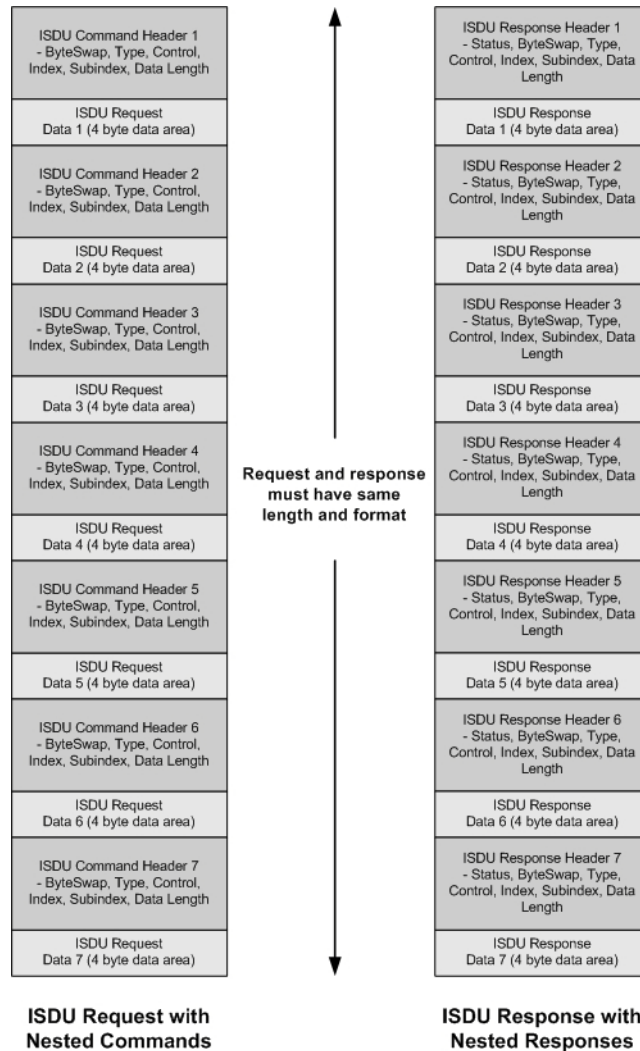 ISDU Command Header 1
- ByteSwap, Type, Control,
Index, Subindex, Data Length
ISDU Request
Data 1 (4 byte data area)
ISDU Command Header 2
- ByteSwap, Type, Control,
Index, Subindex, Data Length
ISDU Request
Data 2 (4 byte data area)
ISDU Command Header 3
- ByteSwap, Type, Control,
Index, Subindex, Data Length
ISDU Request
Data 3 (4 byte data area)
ISDU Command Header 4
- ByteSwap, Type, Control,
Index, Subindex, Data Length
ISDU Request
Data 4 (4 byte data area)
ISDU Command Header 5
- ByteSwap, Type, Control,
Index, Subindex, Data Length
ISDU Request
Data 5 (4 byte data area)
ISDU Command Header 6
- ByteSwap, Type, Control,
Index, Subindex, Data Length
ISDU Request
Data 6 (4 byte data area)
ISDU Command Header 7
- ByteSwap, Type, Control,
Index, Subindex, Data Length
ISDU Request
Data 7 (4 byte data area)
ISDU Request with
Nested Commands
Request and response
must have same
length and format
ISDU Response Header 1
- Status, ByteSwap, Type,
Control, Index, Subindex, Data
Length
ISDU Response
Data 1 (4 byte data area)
ISDU Response Header 2
- Status, ByteSwap, Type,
Control, Index, Subindex, Data
Length
ISDU Response
Data 2 (4 byte data area)
ISDU Response Header 3
- Status, ByteSwap, Type,
Control, Index, Subindex, Data
Length
ISDU Response
Data 3 (4 byte data area)
ISDU Response Header 4
- Status, ByteSwap, Type,
Control, Index, Subindex, Data
Length
ISDU Response
Data 4 (4 byte data area)
ISDU Response Header 5
- Status, ByteSwap, Type,
Control, Index, Subindex, Data
Length
ISDU Response
Data 5 (4 byte data area)
ISDU Response Header 6
- Status, ByteSwap, Type,
Control, Index, Subindex, Data
Length
ISDU Response
Data 6 (4 byte data area)
ISDU Response Header 7
- Status, ByteSwap, Type,
Control, Index, Subindex, Data
Length
ISDU Response
Data 7 (4 byte data area)
ISDU Response with
Nested Responses